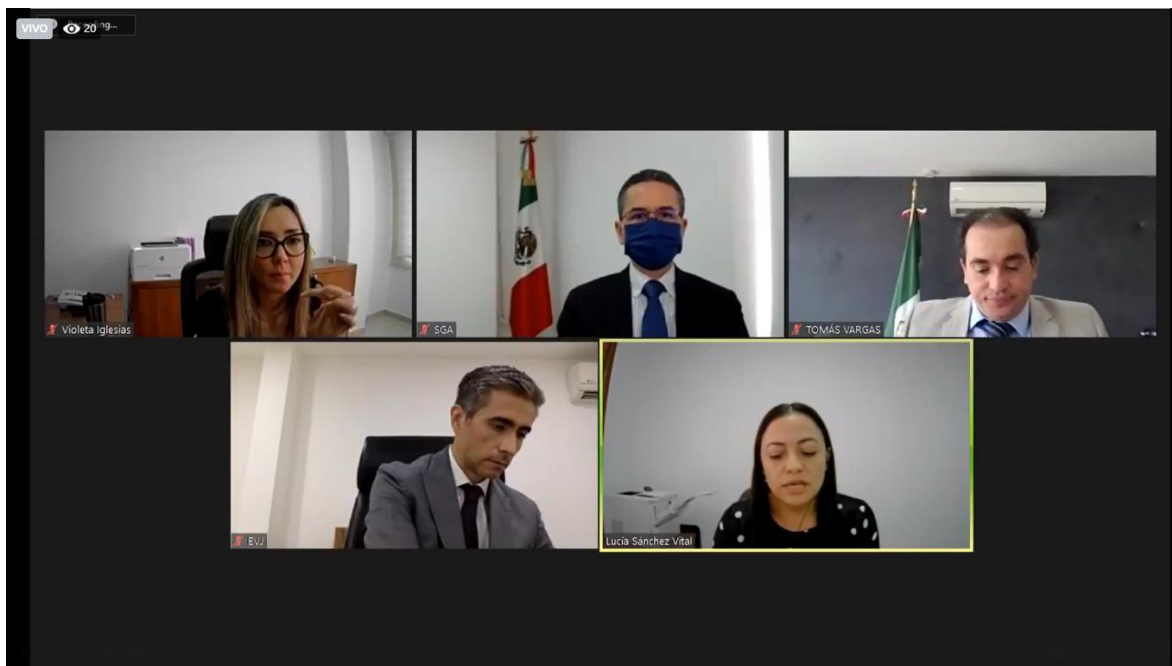 VIVO
20
Violeta Iglesias
SGA
TOMÁS VARGAS
EVJ
Lucía Sánchez Vital